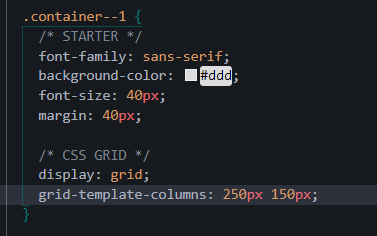 .container--1 {
/* STARTER */
font-family: sans-serif;
background-color: #ddd;
font-size: 40px;
margin: 40px;
/* CSS GRID */
display: grid;
grid-template-columns: 250px 150px;
}